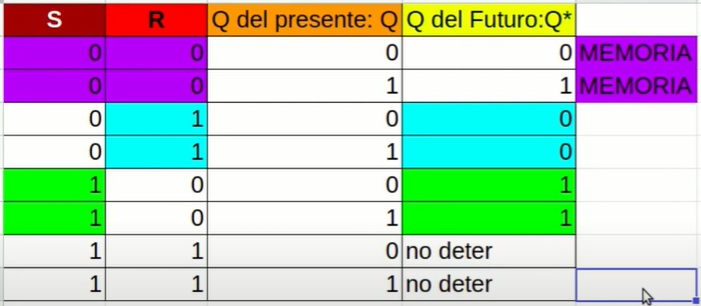 S R Q del presente: Q Q del Futuro:Q*
0 0 0 0 MEMORIA
0 0 1 1 MEMORIA
0 1 0 0
0 1 1 0
1 0 0 1
1 0 1 1
1 1 0 no deter
1 1 1 no deter